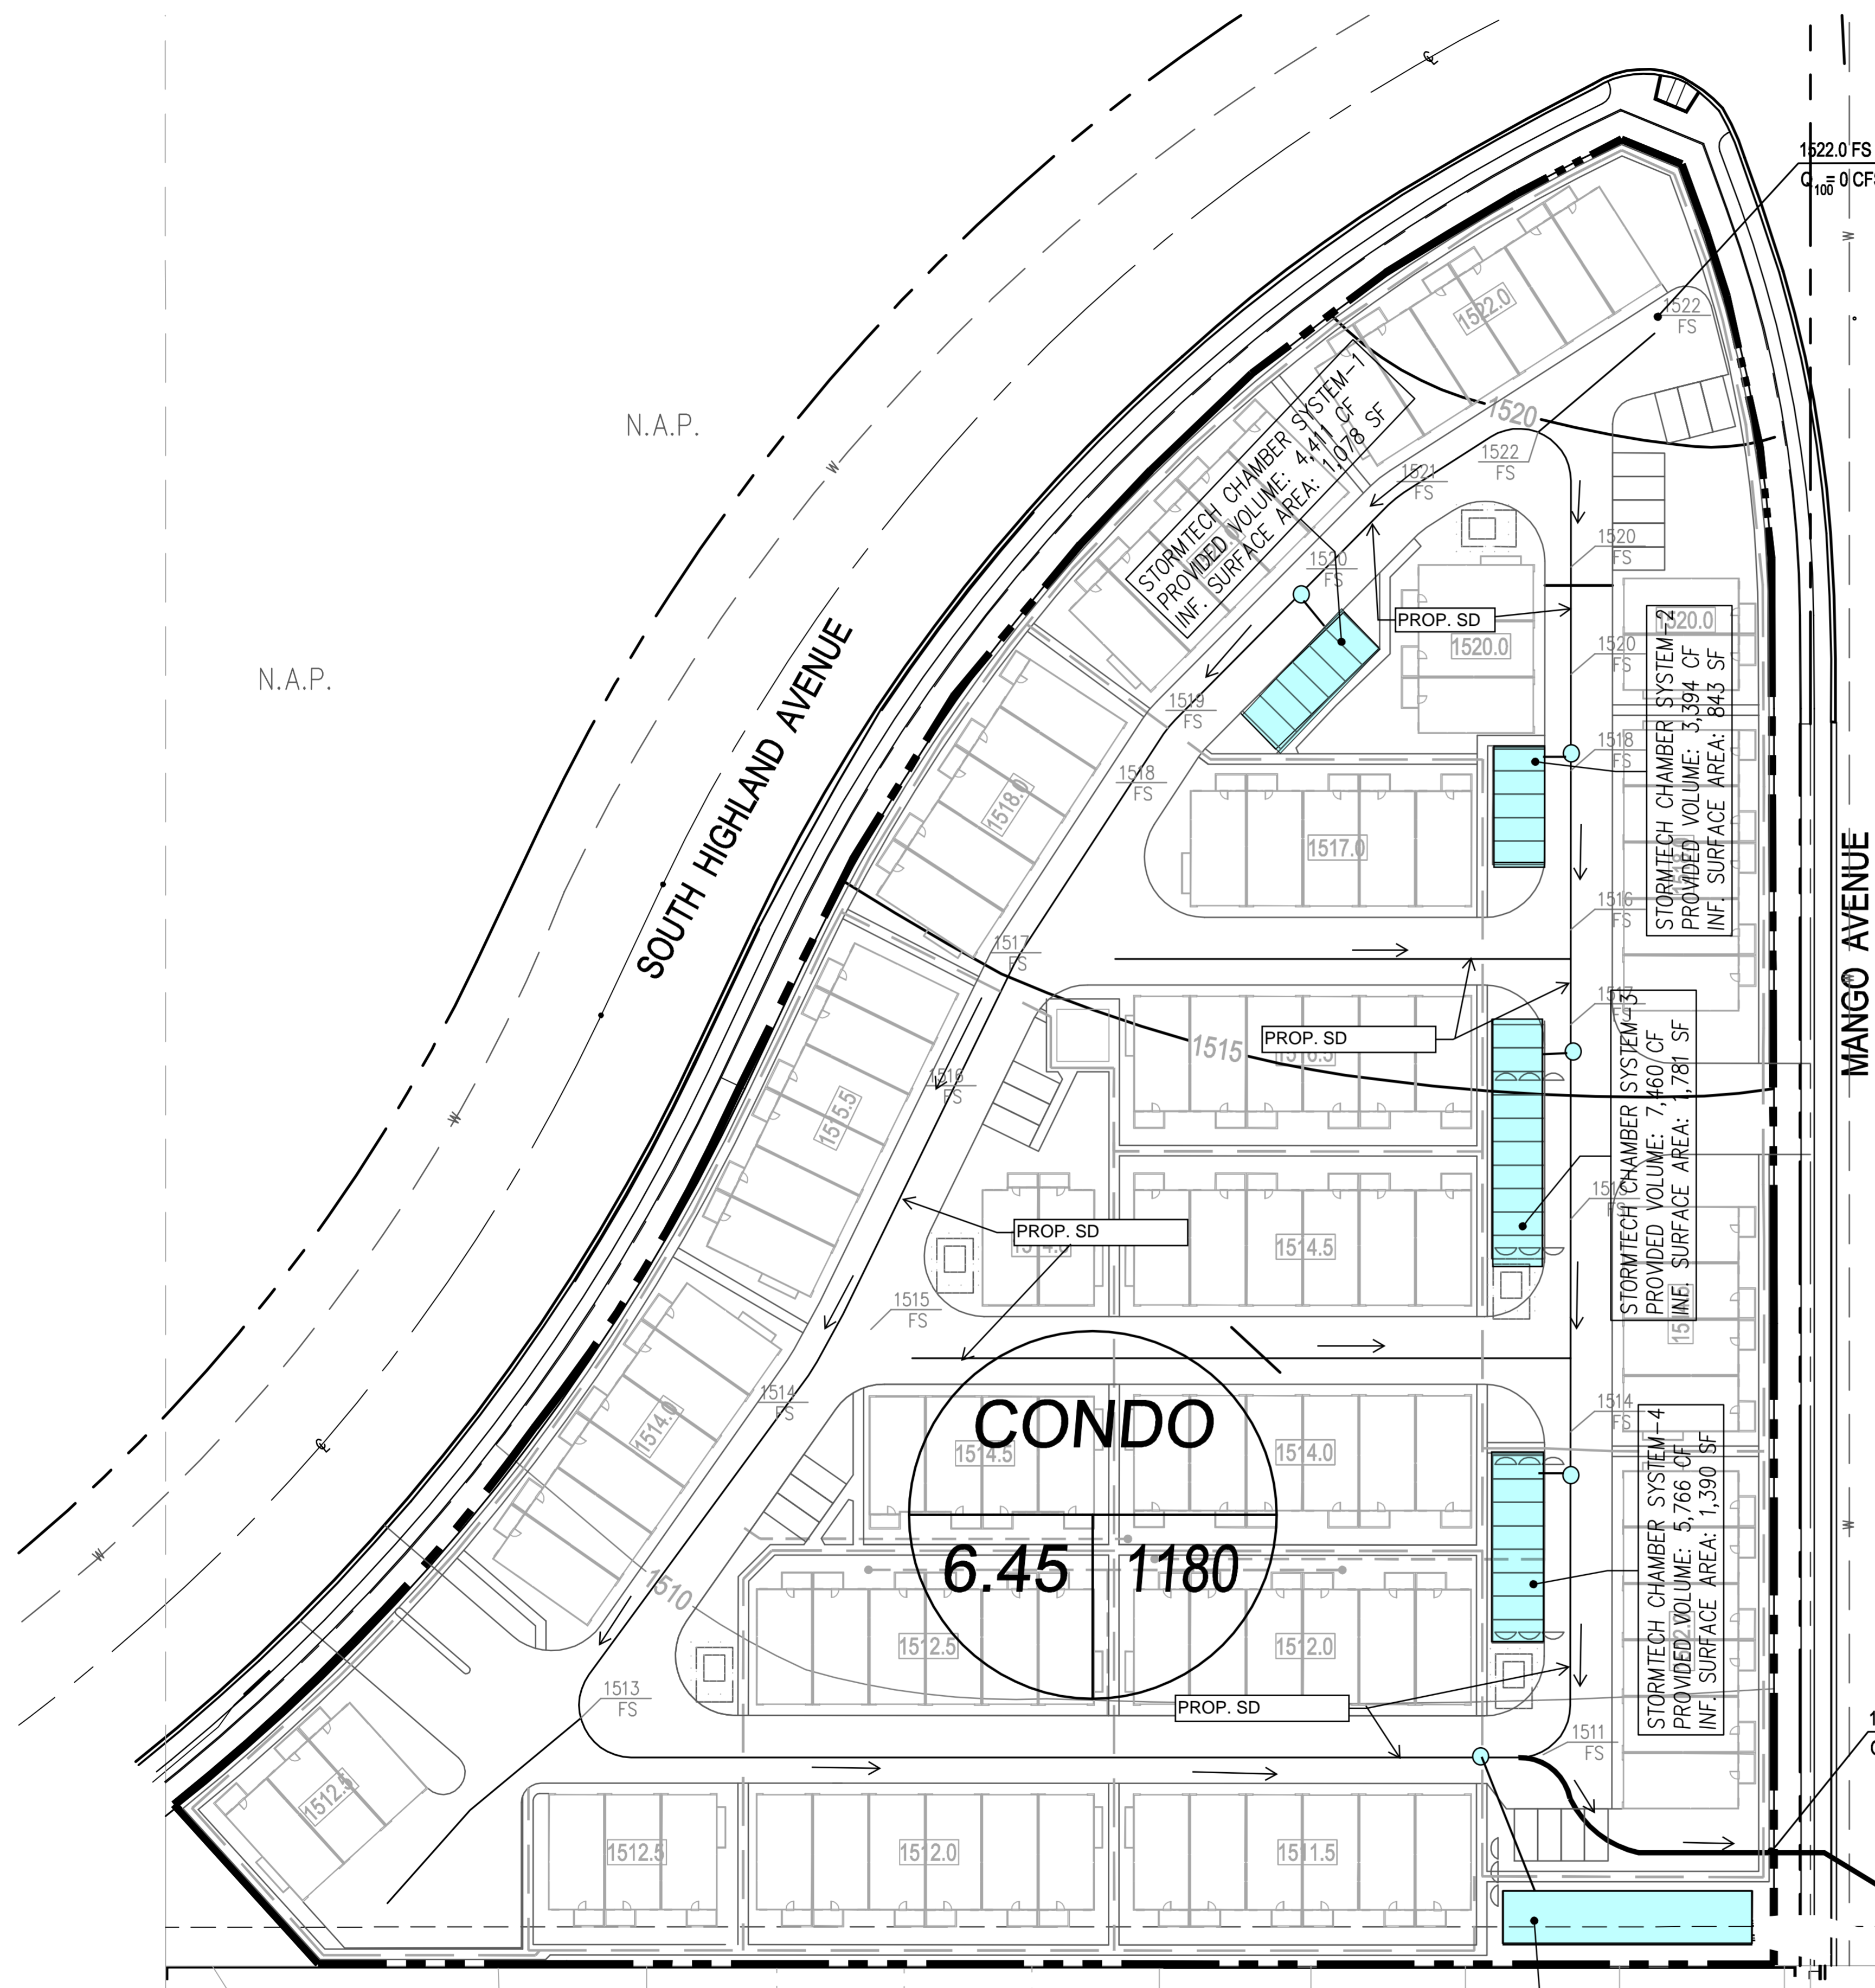 1522.0 FS
Q100= 0 CFS
N.A.P.
N.A.P.
SOUTH HIGHLAND AVENUE
MANGO AVENUE
W
W
W
W
W
W
1522.0
1522
FS
1520
STORMTECH CHAMBER SYSTEM-1
PROVIDED VOLUME: 4,411 CF
INF. SURFACE AREA: 1,078 SF
1521
FS
1522
FS
1520
FS
1520
FS
PROP. SD
1520.0
1520.0
1520
FS
STORMTECH CHAMBER SYSTEM-2
PROVIDED VOLUME: 3,394 CF
INF. SURFACE AREA: 843 SF
1519
FS
1518
FS
1518
FS
1518.0
1517.0
1518.0
1516
FS
1517
FS
1517
FS
PROP. SD
1515
1516.5
1516
FS
1515.5
STORMTECH CHAMBER SYSTEM-3
PROVIDED VOLUME: 7,460 CF
INF. SURFACE AREA: 1,781 SF
1515
FS
PROP. SD
1514.5
1515
FS
1514
FS
1514.0
1514
FS
CONDO
6.45
1180
1514.5
1514.0
STORMTECH CHAMBER SYSTEM-4
PROVIDED VOLUME: 5,766 CF
INF. SURFACE AREA: 1,390 SF
1510
1512.5
1512.0
1513
FS
PROP. SD
1511
FS
1512.5
1512.5
1512.0
1511.5